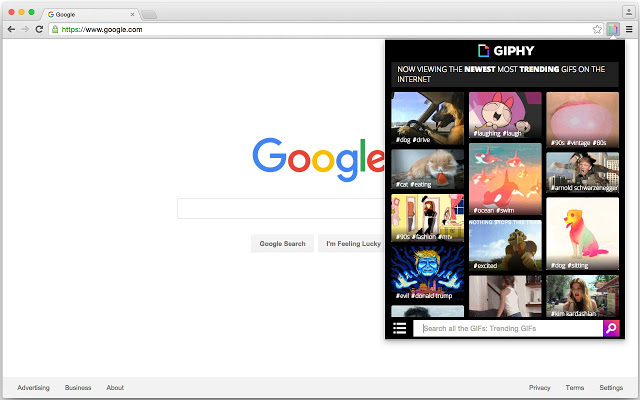 Google
https://www.google.com
GIPHY
NOW VIEWING THE NEWEST MOST TRENDING GIFS ON THE
INTERNET
#dog #drive
#laughing #laugh
#90s #vintage #80s
#cat #eating
#arnold schwarzenegger
#ocean #swim
#90s #fashion #mtv
#dog #sitting
#excited
#evil #donald trump
#kim kardashian
Search all the GIFs: Trending GIFs
Google
Google Search
I'm Feeling Lucky
Advertising
Business
About
Privacy
Terms
Settings